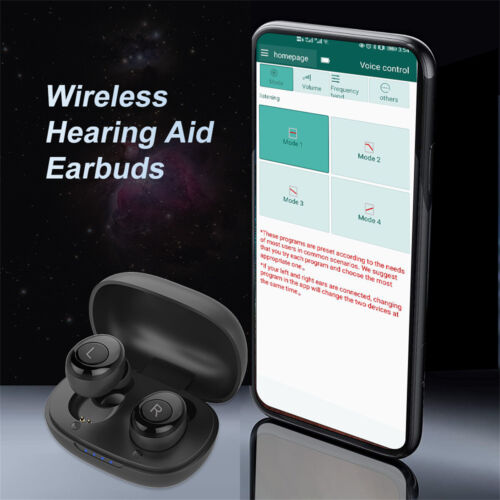 Wireless
Hearing Aid
Earbuds
3:54
homepage
Voice control
Mode
Volume
Frequency
others
listening
Mode 1
Mode 2
Mode 3
Mode 4
*These programs are preset according to the needs
of most users in common scenarios. We suggest
that you try each program and choose the most
appropriate one。
*if your left and right ears are connected, changing
program in the app will change the two devices at
the same time。
L
R